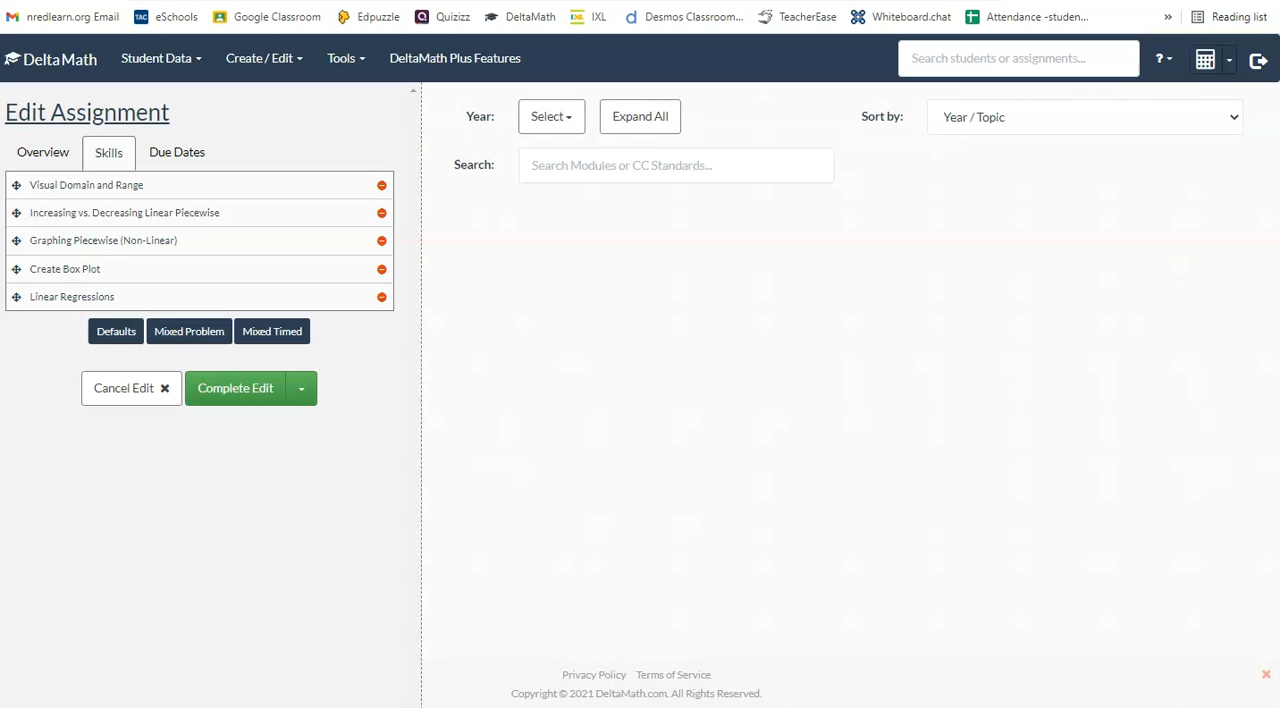 nredlearn.org Email eSchools Google Classroom Edpuzzle Quizizz DeltaMath IXL Desmos Classroom... TeacherEase Whiteboard.chat Attendance -studen... » Reading list
DeltaMath Student Data Create / Edit Tools DeltaMath Plus Features Search students or assignments... ?
Edit Assignment
Year: Select Expand All Sort by: Year / Topic
Overview Skills Due Dates
Search: Search Modules or CC Standards...
Visual Domain and Range
Increasing vs. Decreasing Linear Piecewise
Graphing Piecewise (Non-Linear)
Create Box Plot
Linear Regressions
Defaults Mixed Problem Mixed Timed
Cancel Edit ✖ Complete Edit
Privacy Policy Terms of Service
Copyright © 2021 DeltaMath.com. All Rights Reserved.